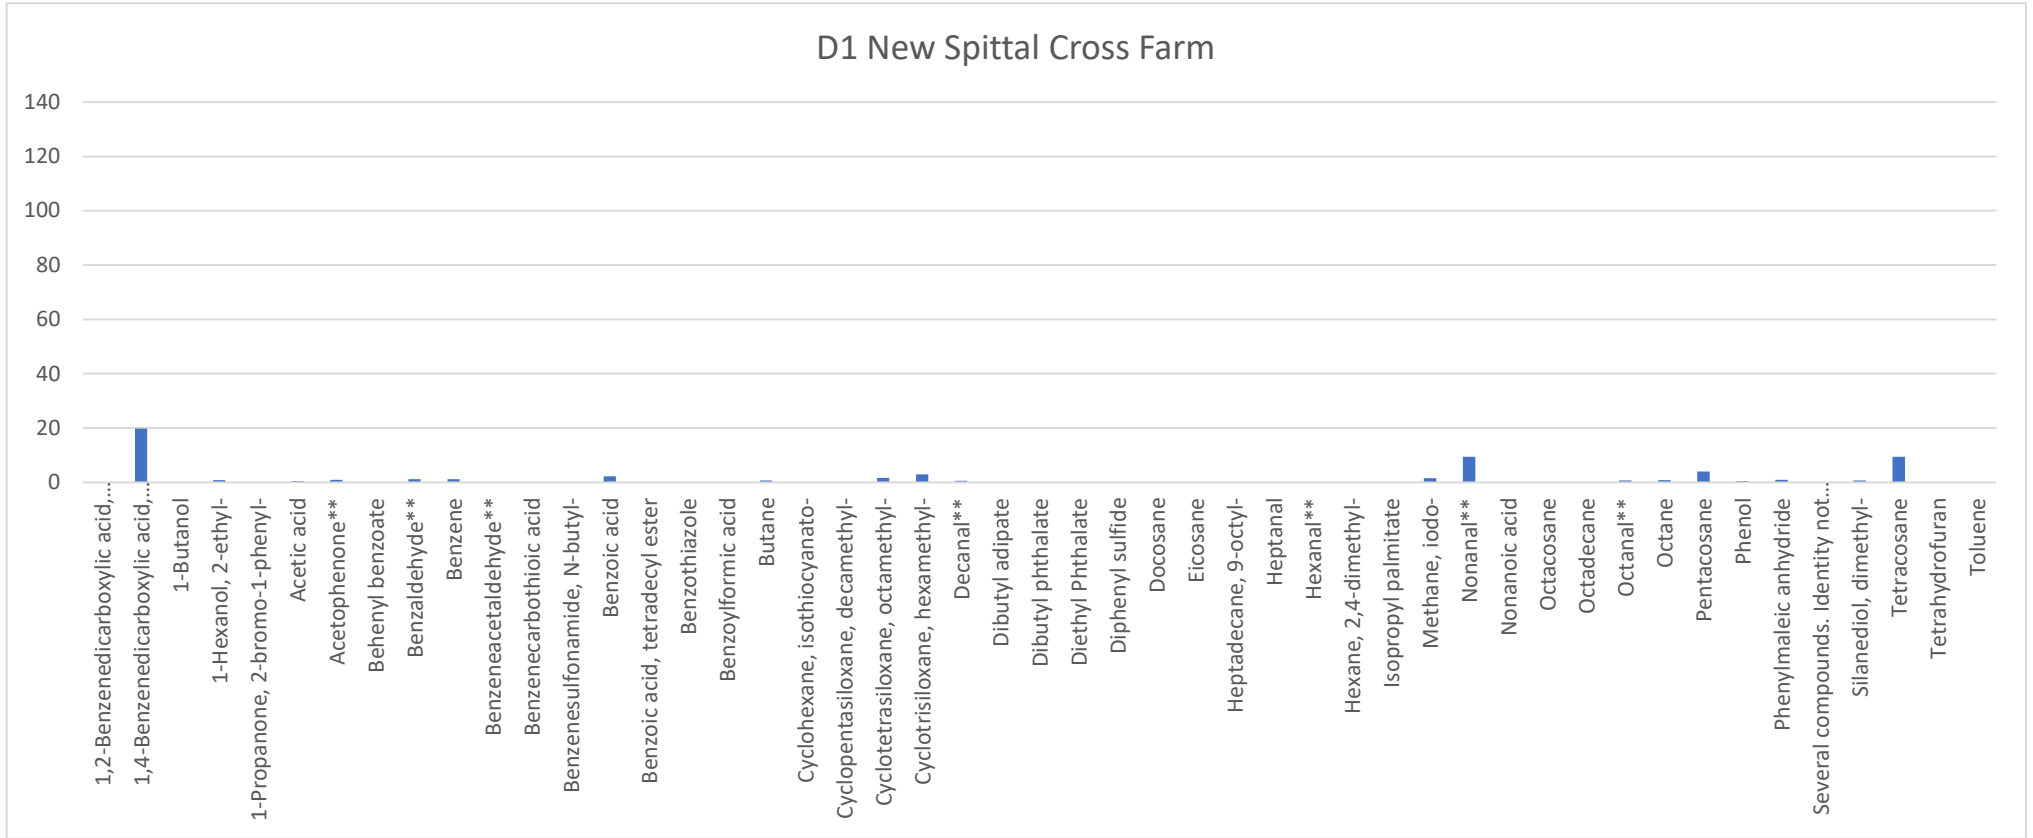 D1 New Spittal Cross Farm
140
120
100
80
60
40
20
0
1,2-Benzenedicarboxylic acid,…
1,4-Benzenedicarboxylic acid,…
1-Butanol
1-Hexanol, 2-ethyl-
1-Propanone, 2-bromo-1-phenyl-
Acetic acid
Acetophenone**
Behenyl benzoate
Benzaldehyde**
Benzene
Benzeneacetaldehyde**
Benzenecarbothioic acid
Benzenesulfonamide, N-butyl-
Benzoic acid
Benzoic acid, tetradecyl ester
Benzothiazole
Benzoylformic acid
Butane
Cyclohexane, isothiocyanato-
Cyclopentasiloxane, decamethyl-
Cyclotetrasiloxane, octamethyl-
Cyclotrisiloxane, hexamethyl-
Decanal**
Dibutyl adipate
Dibutyl phthalate
Diethyl Phthalate
Diphenyl sulfide
Docosane
Eicosane
Heptadecane, 9-octyl-
Heptanal
Hexanal**
Hexane, 2,4-dimethyl-
Isopropyl palmitate
Methane, iodo-
Nonanal**
Nonanoic acid
Octacosane
Octadecane
Octanal**
Octane
Pentacosane
Phenol
Phenylmaleic anhydride
Several compounds. Identity not…
Silanediol, dimethyl-
Tetracosane
Tetrahydrofuran
Toluene